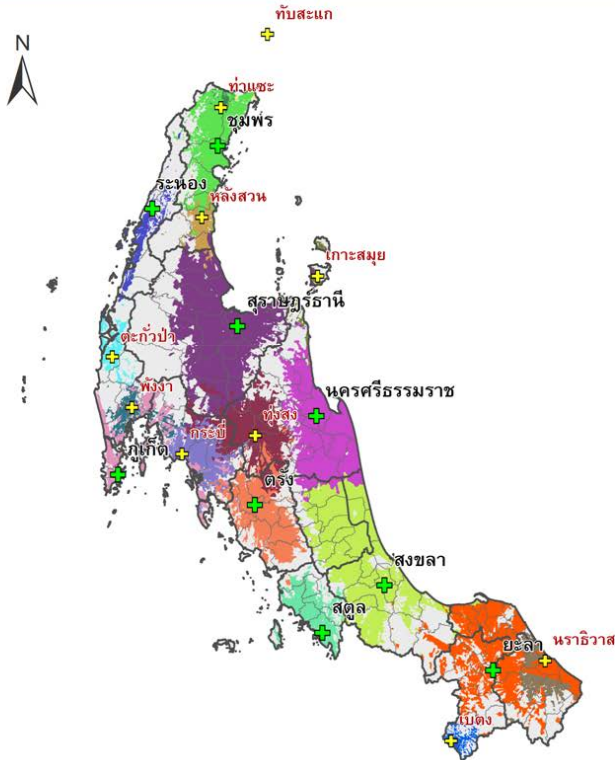 ทับสะแก
N
ท่าแซะ
ชุมพร
ระนอง
หลังสวน
เกาะสมุย
สุราษฎร์ธานี
ตะกั่วป่า
พังงา
นครศรีธรรมราช
ทุ่งสง
กระบี่
ภูเก็ต
ตรัง
สงขลา
สตูล
ยะลา
นราธิวาส
เบตง